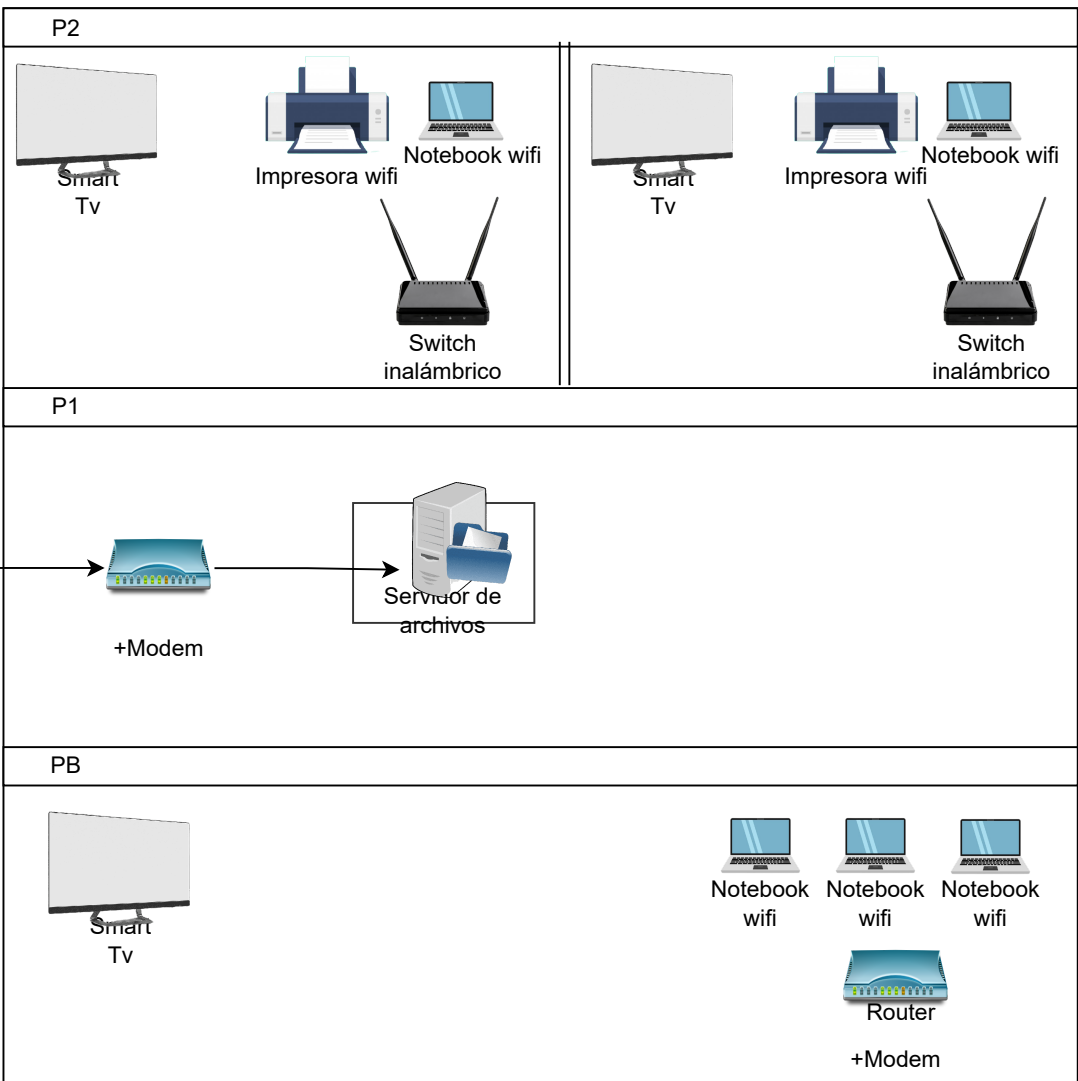 P2
Smart
Tv
Impresora wifi
Notebook wifi
Switch
inalámbrico
Smart
Tv
Impresora wifi
Notebook wifi
Switch
inalámbrico
P1
+Modem
Servidor de
archivos
PB
Smart
Tv
Notebook
wifi
Notebook
wifi
Notebook
wifi
Router
+Modem